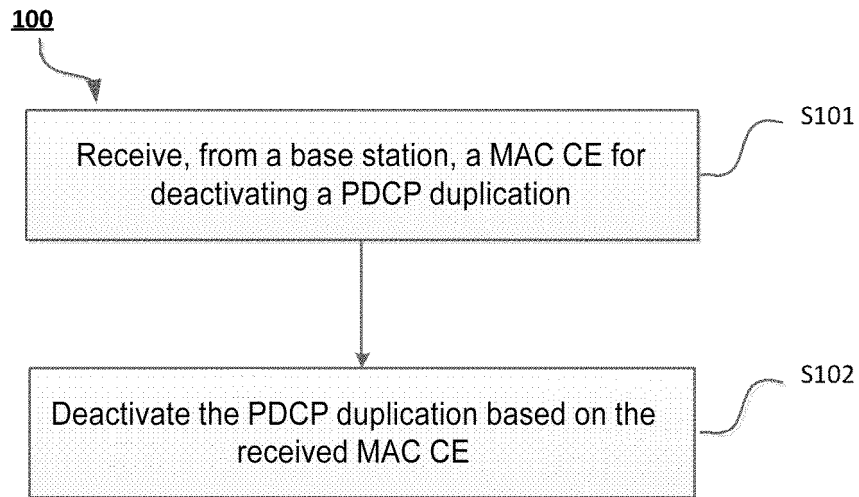 100
S101
Receive, from a base station, a MAC CE for
deactivating a PDCP duplication
S102
Deactivate the PDCP duplication based on the
received MAC CE